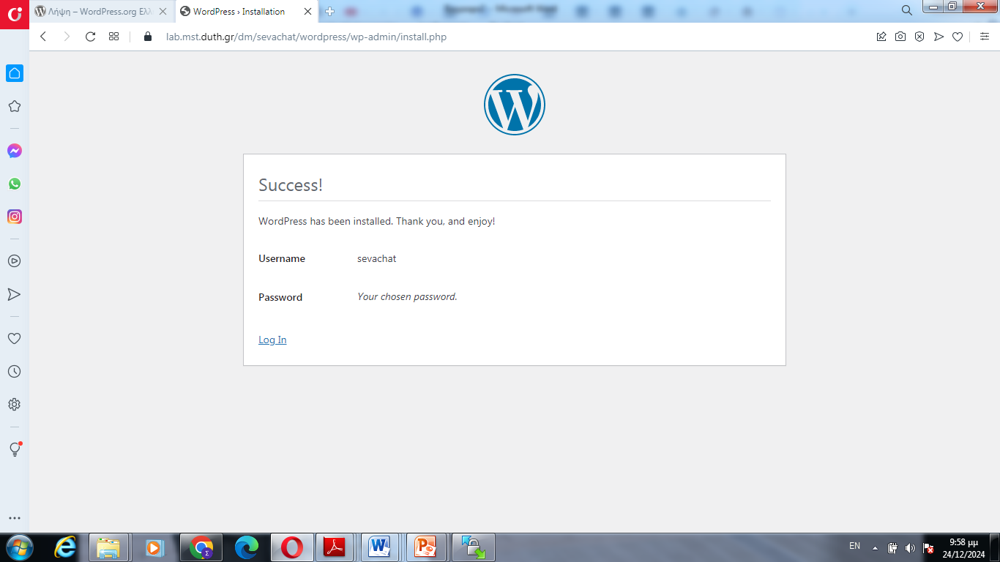 Λήψη – WordPress.org Ελλ
WordPress › Installation
lab.mst.duth.gr/dm/sevachat/wordpress/wp-admin/install.php
Success!
WordPress has been installed. Thank you, and enjoy!
Username sevachat
Password Your chosen password.
Log In
EN
9:58 μμ
24/12/2024